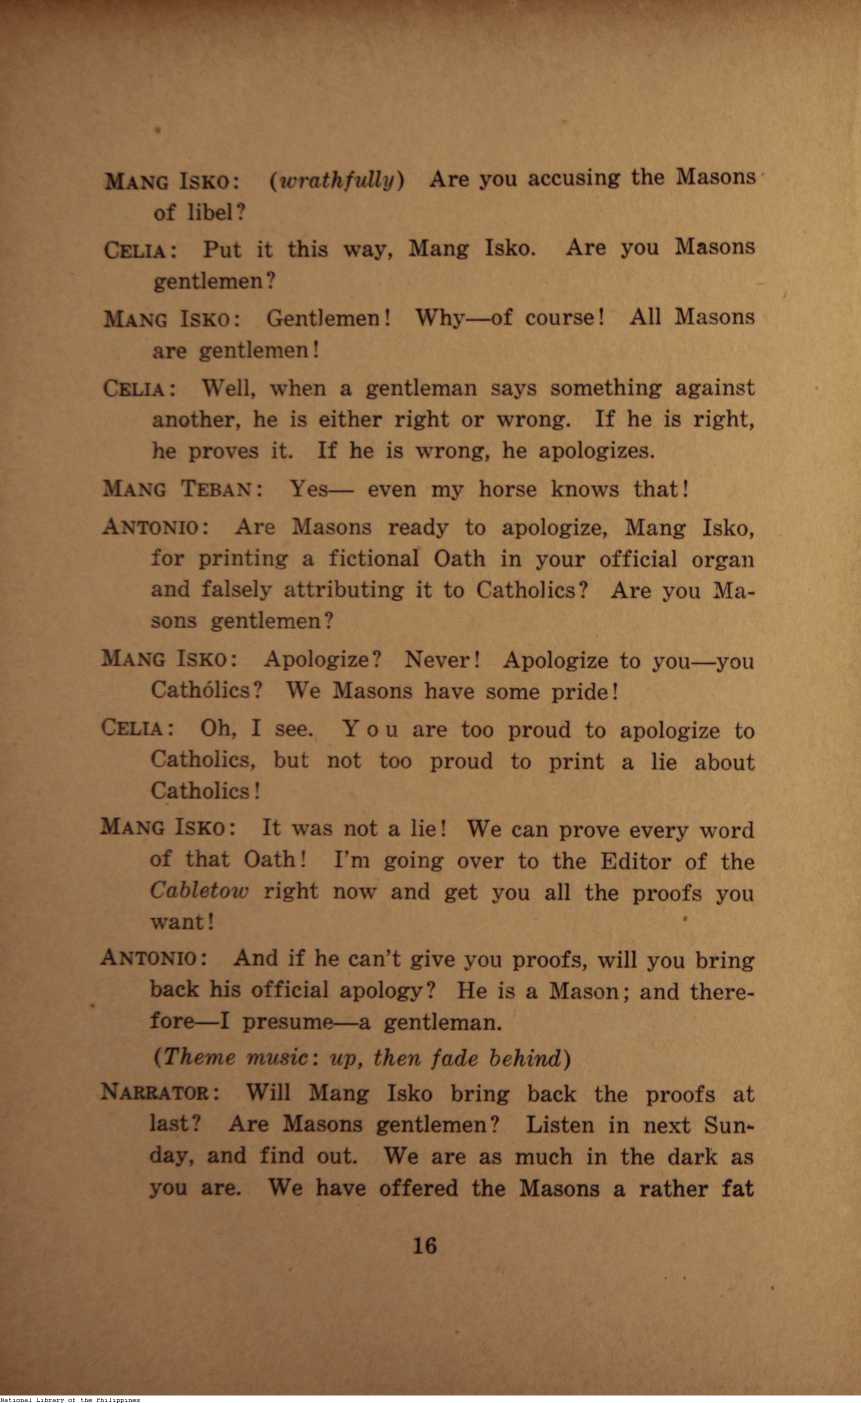 MANG ISKO: (wrathfully) Are you accusing the Masons
of libel?
CELIA: Put it this way, Mang Isko. Are you Masons
gentlemen?
MANG ISKO: Gentlemen! Why—of course! All Masons
are gentlemen!
CELIA: Well, when a gentleman says something against
another, he is either right or wrong. If he is right,
he proves it. If he is wrong, he apologizes.
MANG TEBAN: Yes— even my horse knows that!
ANTONIO: Are Masons ready to apologize, Mang Isko,
for printing a fictional Oath in your official organ
and falsely attributing it to Catholics? Are you Ma-
sons gentlemen?
MANG ISKO: Apologize? Never! Apologize to you—you
Cathólics? We Masons have some pride!
CELIA: Oh, I see. You are too proud to apologize to
Catholics, but not too proud to print a lie about
Catholics!
MANG ISKO: It was not a lie! We can prove every word
of that Oath! I'm going over to the Editor of the
Cabletow right now and get you all the proofs you
want!
ANTONIO: And if he can't give you proofs, will you bring
back his official apology? He is a Mason; and there-
fore—I presume—a gentleman.
(Theme music: up, then fade behind)
NARRATOR: Will Mang Isko bring back the proofs at
last? Are Masons gentlemen? Listen in next Sun-
day, and find out. We are as much in the dark as
you are. We have offered the Masons a rather fat
16
National Library of the Philippines